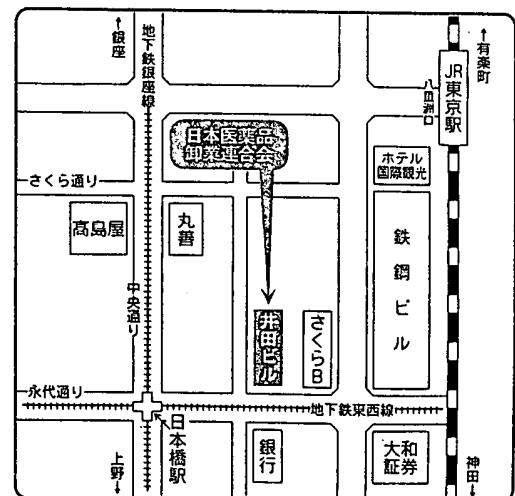 ↑銀座
地下鉄銀座線
↑有楽町
JR東京駅
八重洲口
日本医薬品
卸業連合会
ホテル
国際観光
さくら通り
高島屋
丸善
鉄鋼ビル
中央通り
井田ビル
さくらB
永代通り
地下鉄東西線
日本橋駅
上野↓
銀行
大和
証券
神田↓